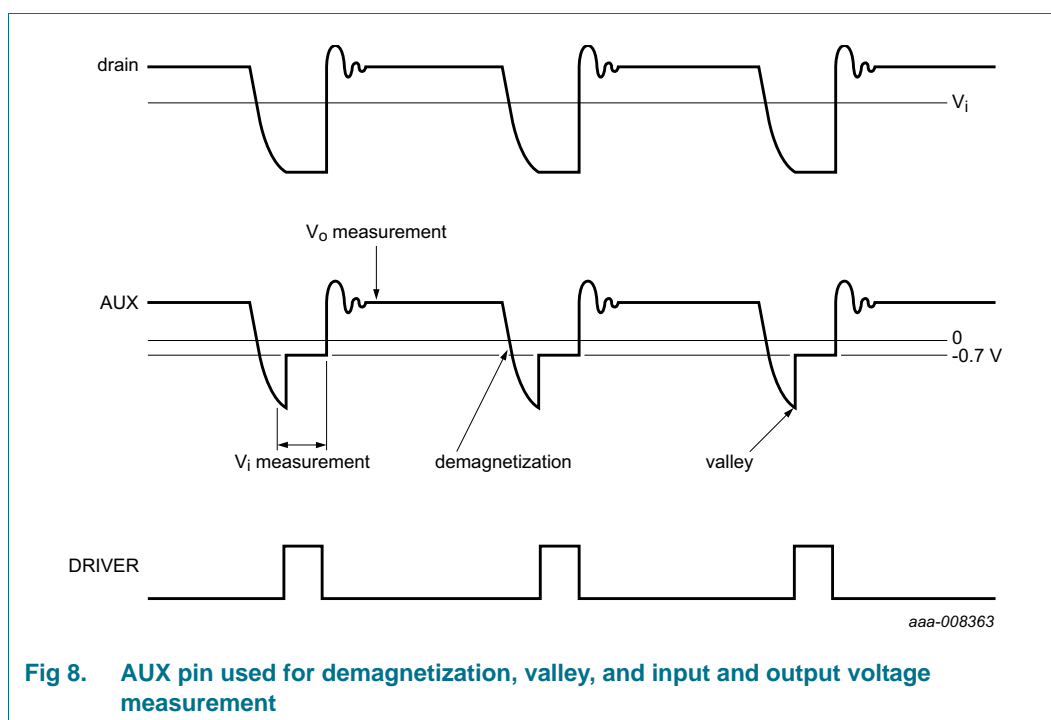 drain
Vi
Vo measurement
AUX
0
-0.7 V
Vi measurement
demagnetization
valley
DRIVER
aaa-008363
Fig 8. AUX pin used for demagnetization, valley, and input and output voltage
measurement